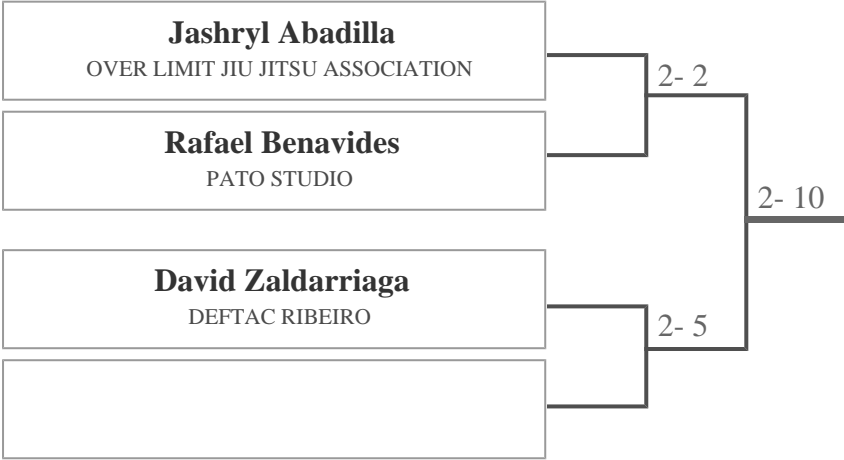 Jashryl Abadilla
OVER LIMIT JIU JITSU ASSOCIATION
2- 2
Rafael Benavides
PATO STUDIO
2- 10
David Zaldarriaga
DEFTAC RIBEIRO
2- 5